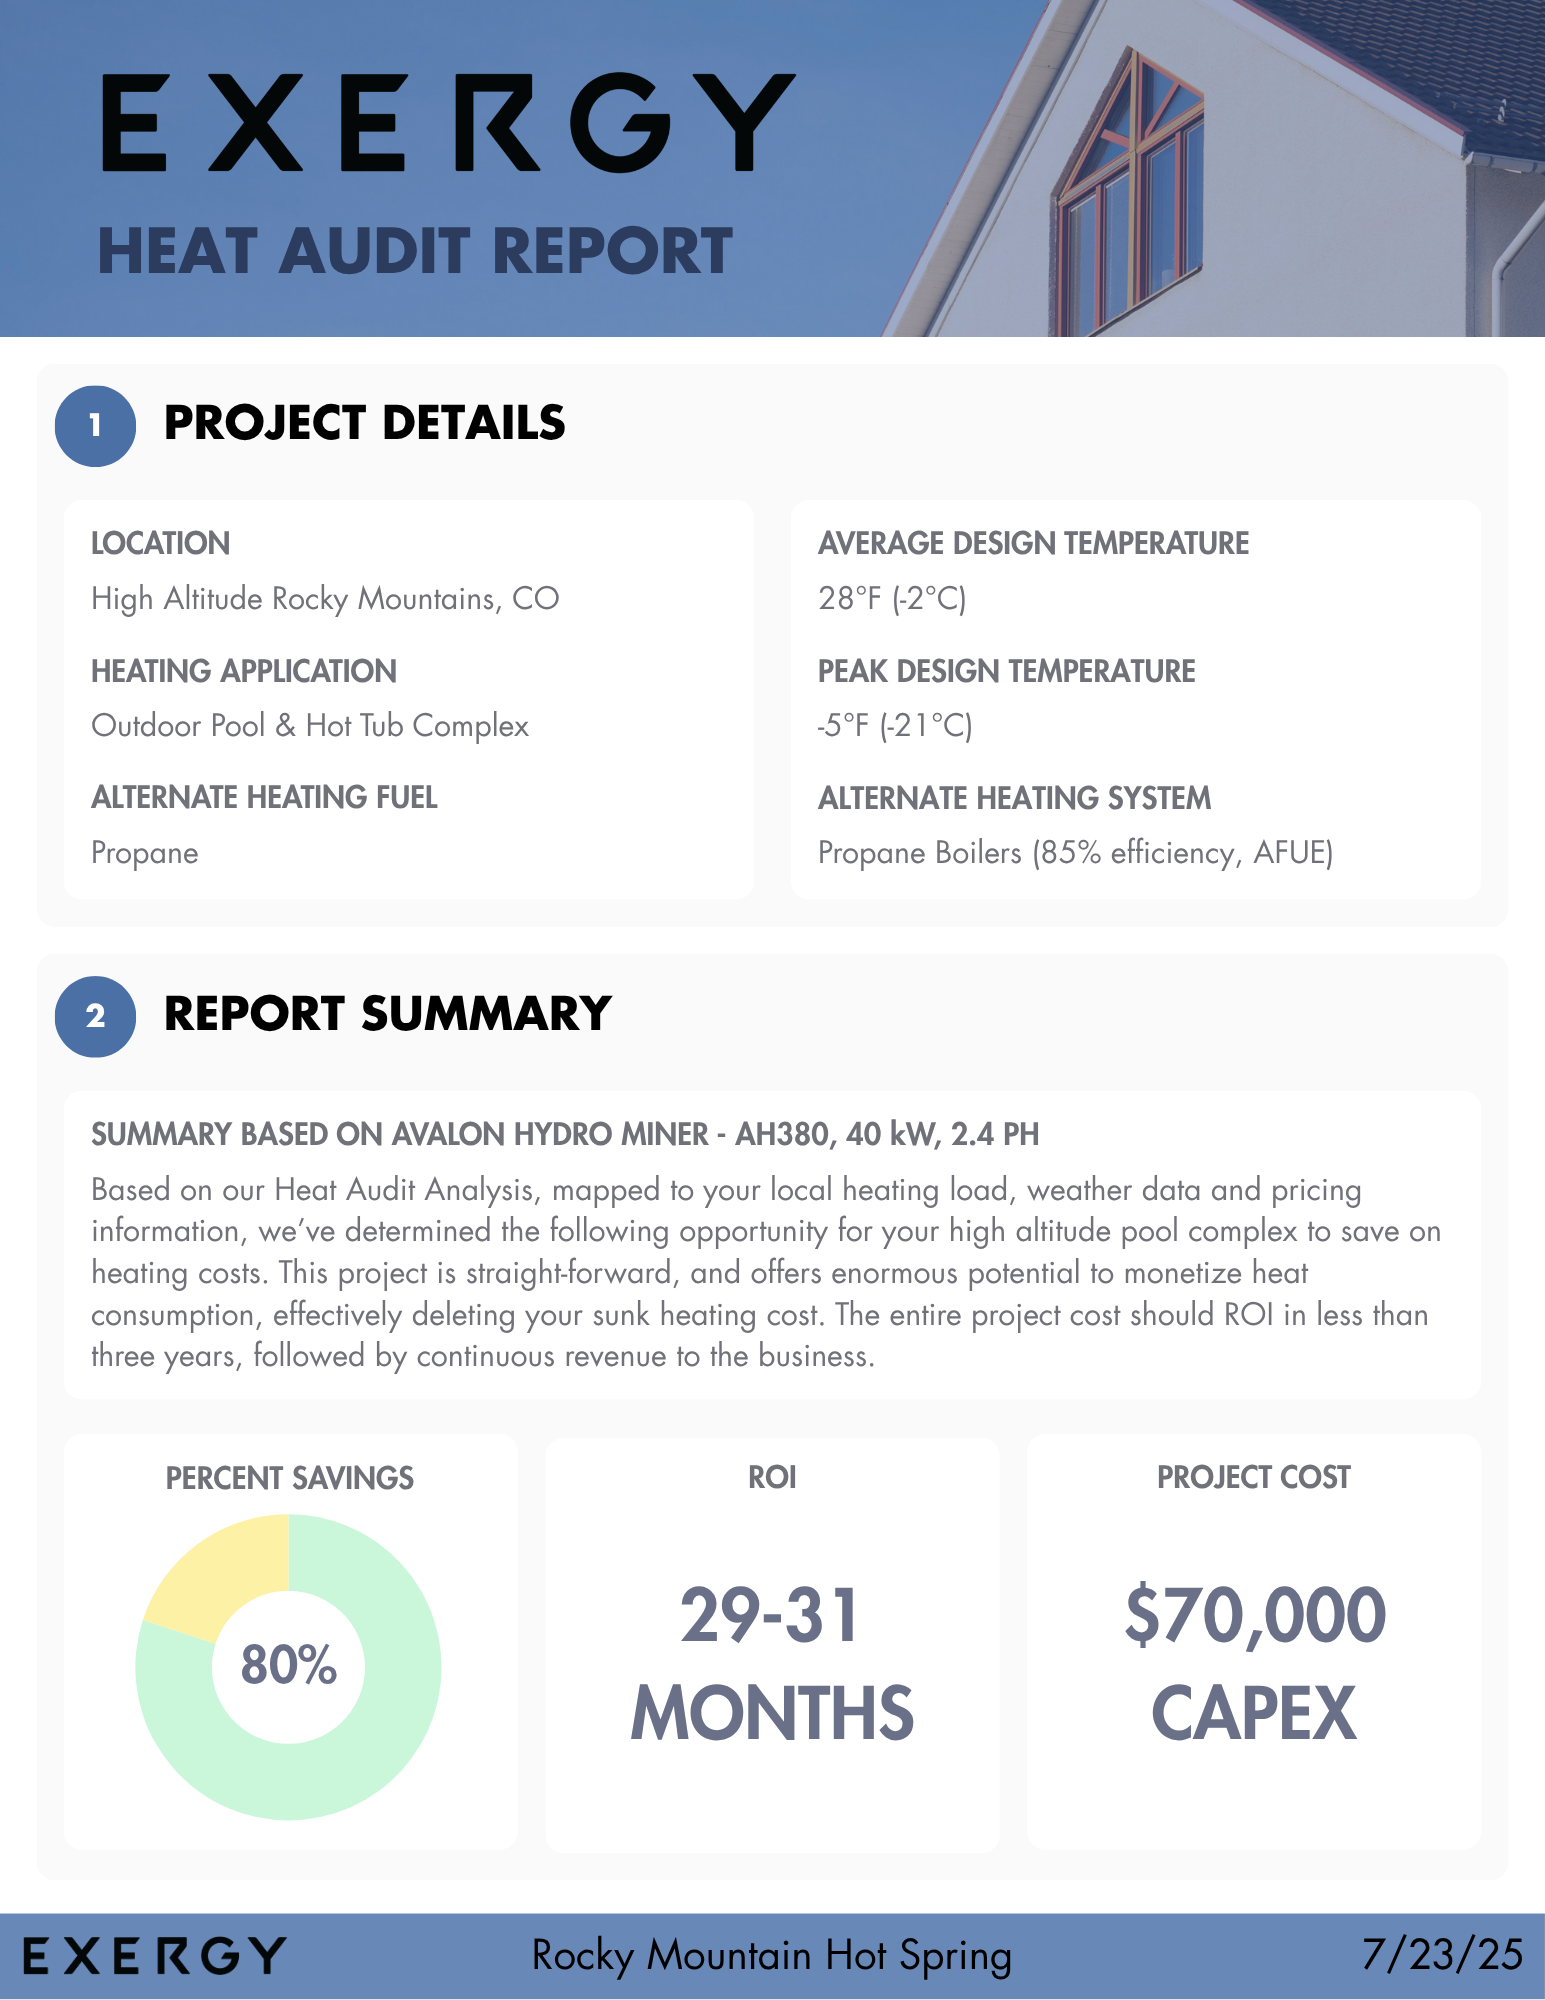 EXERGY
HEAT AUDIT REPORT
1
PROJECT DETAILS
LOCATION
High Altitude Rocky Mountains, CO
HEATING APPLICATION
Outdoor Pool & Hot Tub Complex
ALTERNATE HEATING FUEL
Propane
AVERAGE DESIGN TEMPERATURE
28°F (-2°C)
PEAK DESIGN TEMPERATURE
-5°F (-21°C)
ALTERNATE HEATING SYSTEM
Propane Boilers (85% efficiency, AFUE)
2
REPORT SUMMARY
SUMMARY BASED ON AVALON HYDRO MINER - AH380, 40 kW, 2.4 PH
Based on our Heat Audit Analysis, mapped to your local heating load, weather data and pricing
information, we’ve determined the following opportunity for your high altitude pool complex to save on
heating costs. This project is straight-forward, and offers enormous potential to monetize heat
consumption, effectively deleting your sunk heating cost. The entire project cost should ROI in less than
three years, followed by continuous revenue to the business.
PERCENT SAVINGS
80%
ROI
29-31
MONTHS
PROJECT COST
$70,000
CAPEX
EXERGY
Rocky Mountain Hot Spring
7/23/25